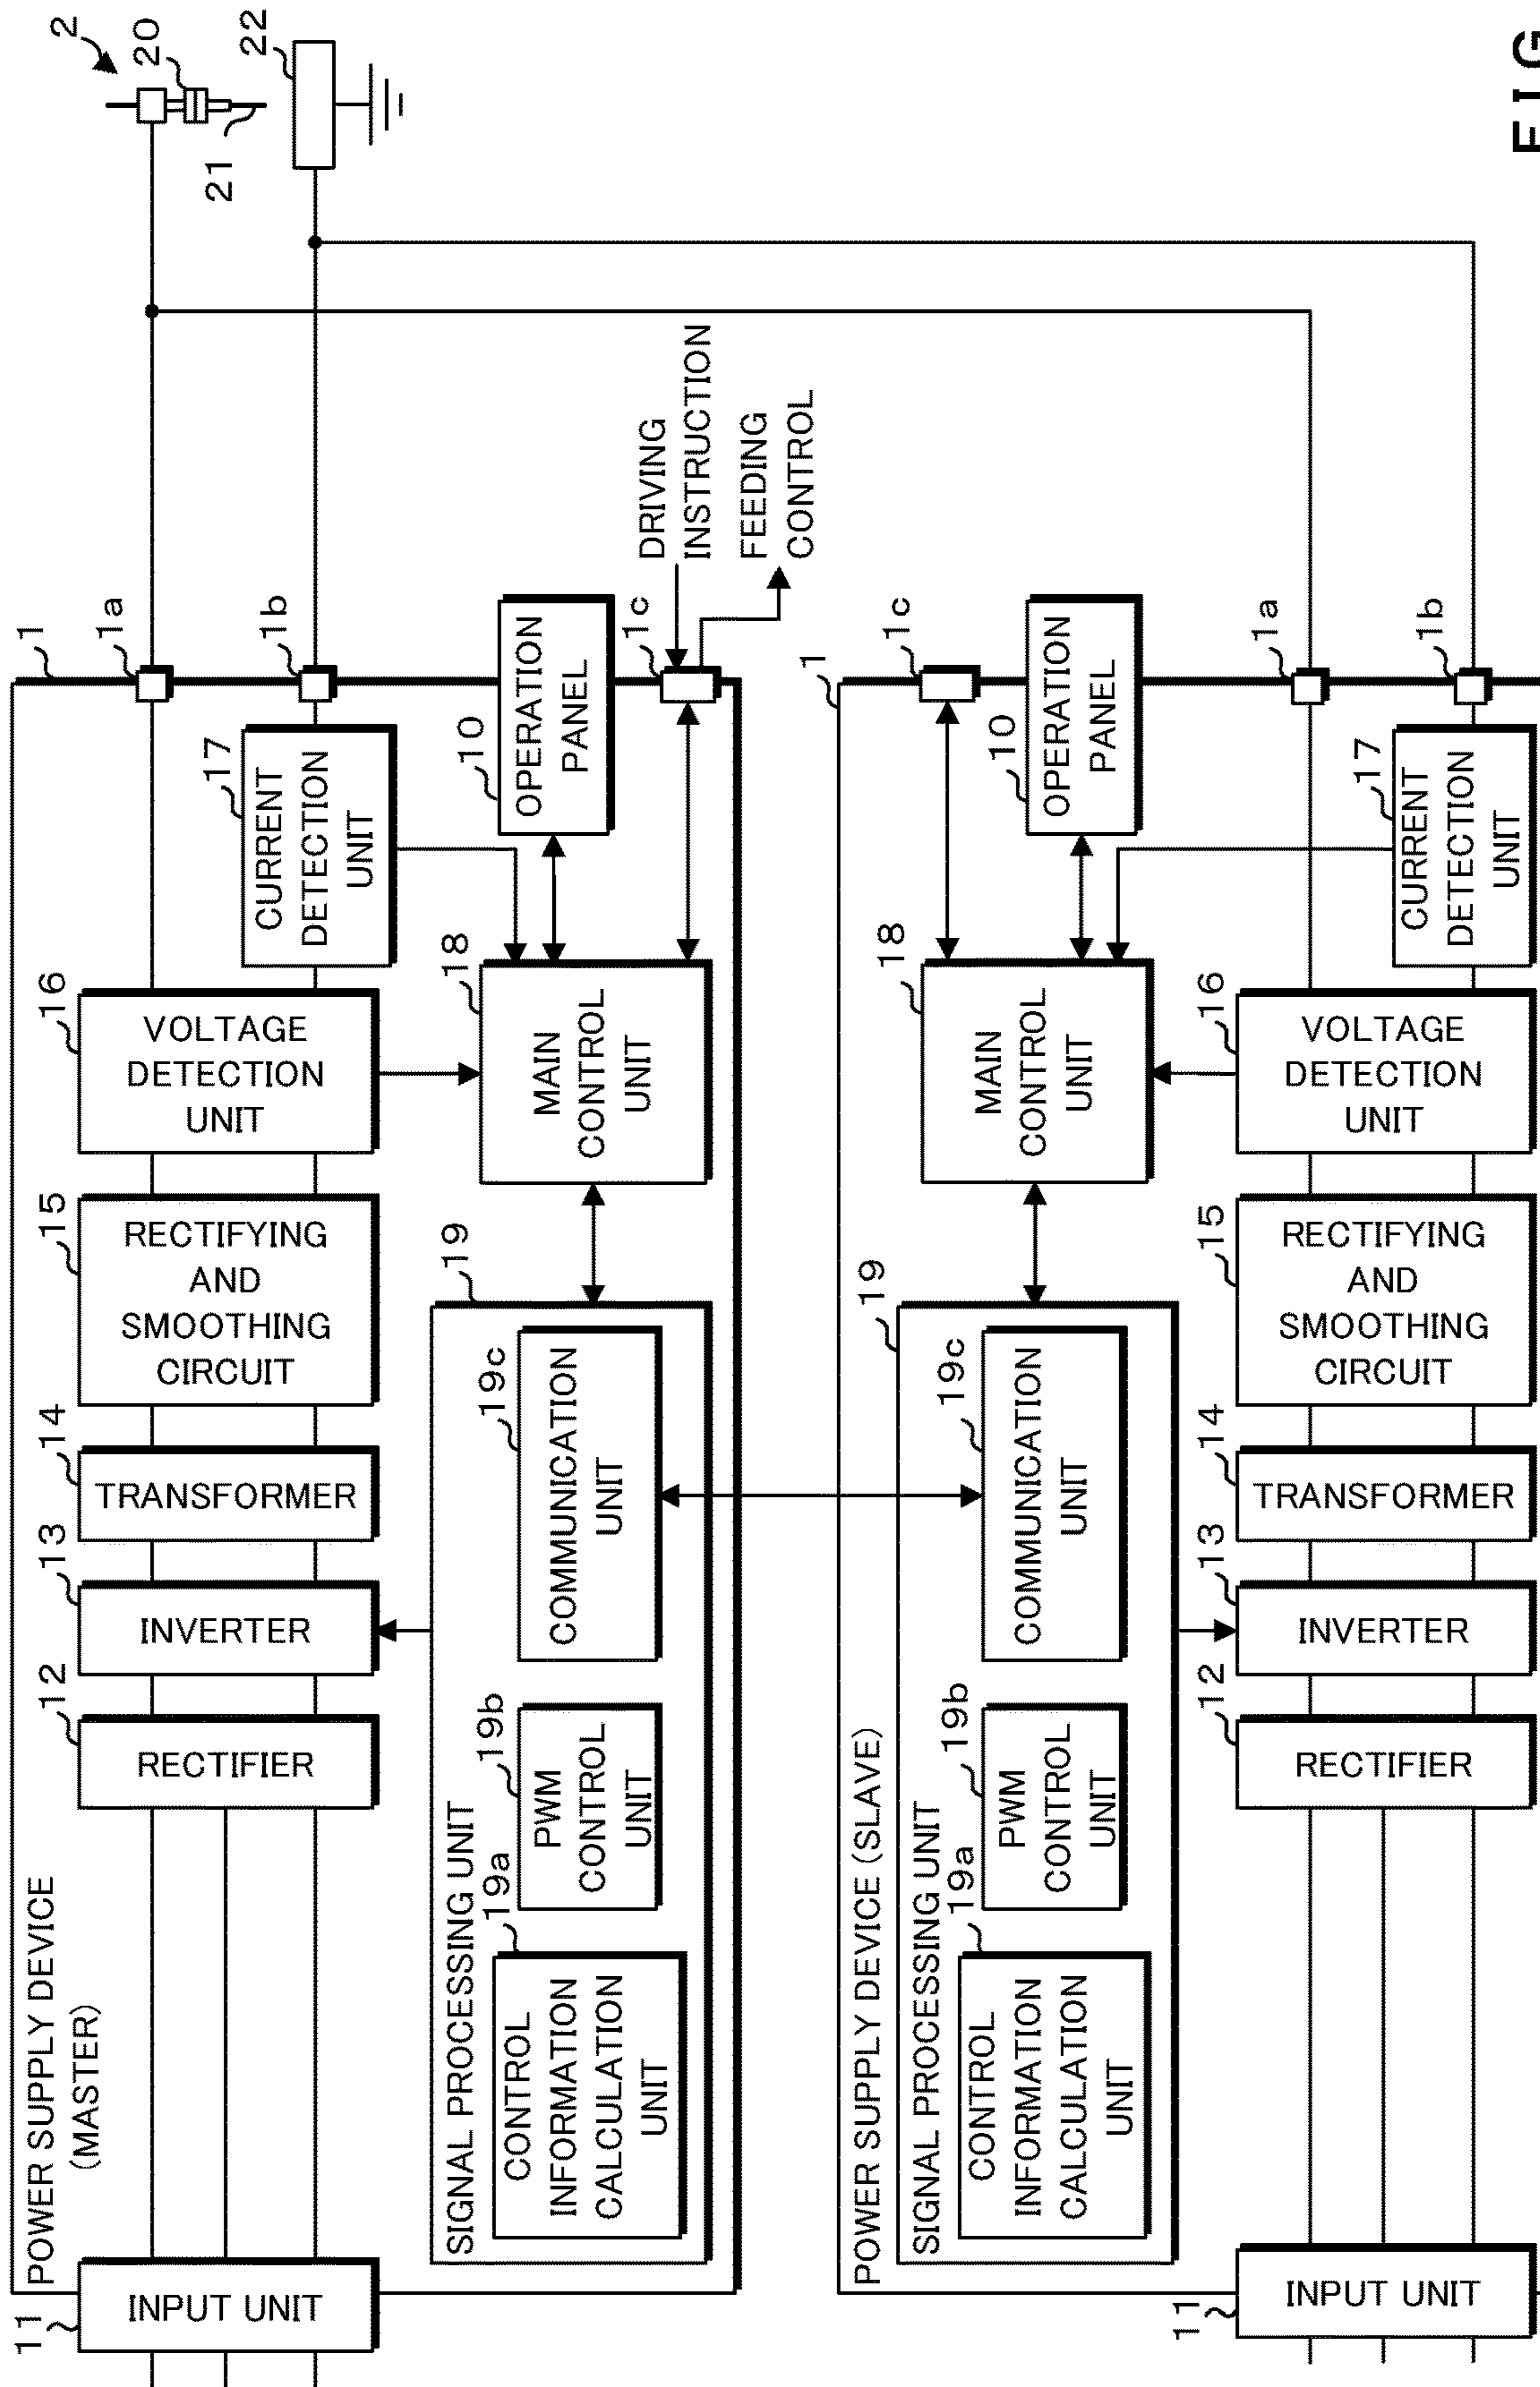 POWER SUPPLY DEVICE
(MASTER)
1
11
INPUT UNIT
12
RECTIFIER
13
INVERTER
14
TRANSFORMER
15
RECTIFYING
AND
SMOOTHING
CIRCUIT
16
VOLTAGE
DETECTION
UNIT
17
CURRENT
DETECTION
UNIT
1a
1b
2
20
21
22
19
SIGNAL PROCESSING UNIT
19a
CONTROL
INFORMATION
CALCULATION
UNIT
19b
PWM
CONTROL
UNIT
19c
COMMUNICATION
UNIT
18
MAIN
CONTROL
UNIT
10
OPERATION
PANEL
1c
DRIVING
INSTRUCTION
FEEDING
CONTROL
POWER SUPPLY DEVICE (SLAVE)
1
19
SIGNAL PROCESSING UNIT
19a
CONTROL
INFORMATION
CALCULATION
UNIT
19b
PWM
CONTROL
UNIT
19c
COMMUNICATION
UNIT
18
MAIN
CONTROL
UNIT
1c
10
OPERATION
PANEL
11
INPUT UNIT
12
RECTIFIER
13
INVERTER
14
TRANSFORMER
15
RECTIFYING
AND
SMOOTHING
CIRCUIT
16
VOLTAGE
DETECTION
UNIT
17
CURRENT
DETECTION
UNIT
1a
1b
FIG